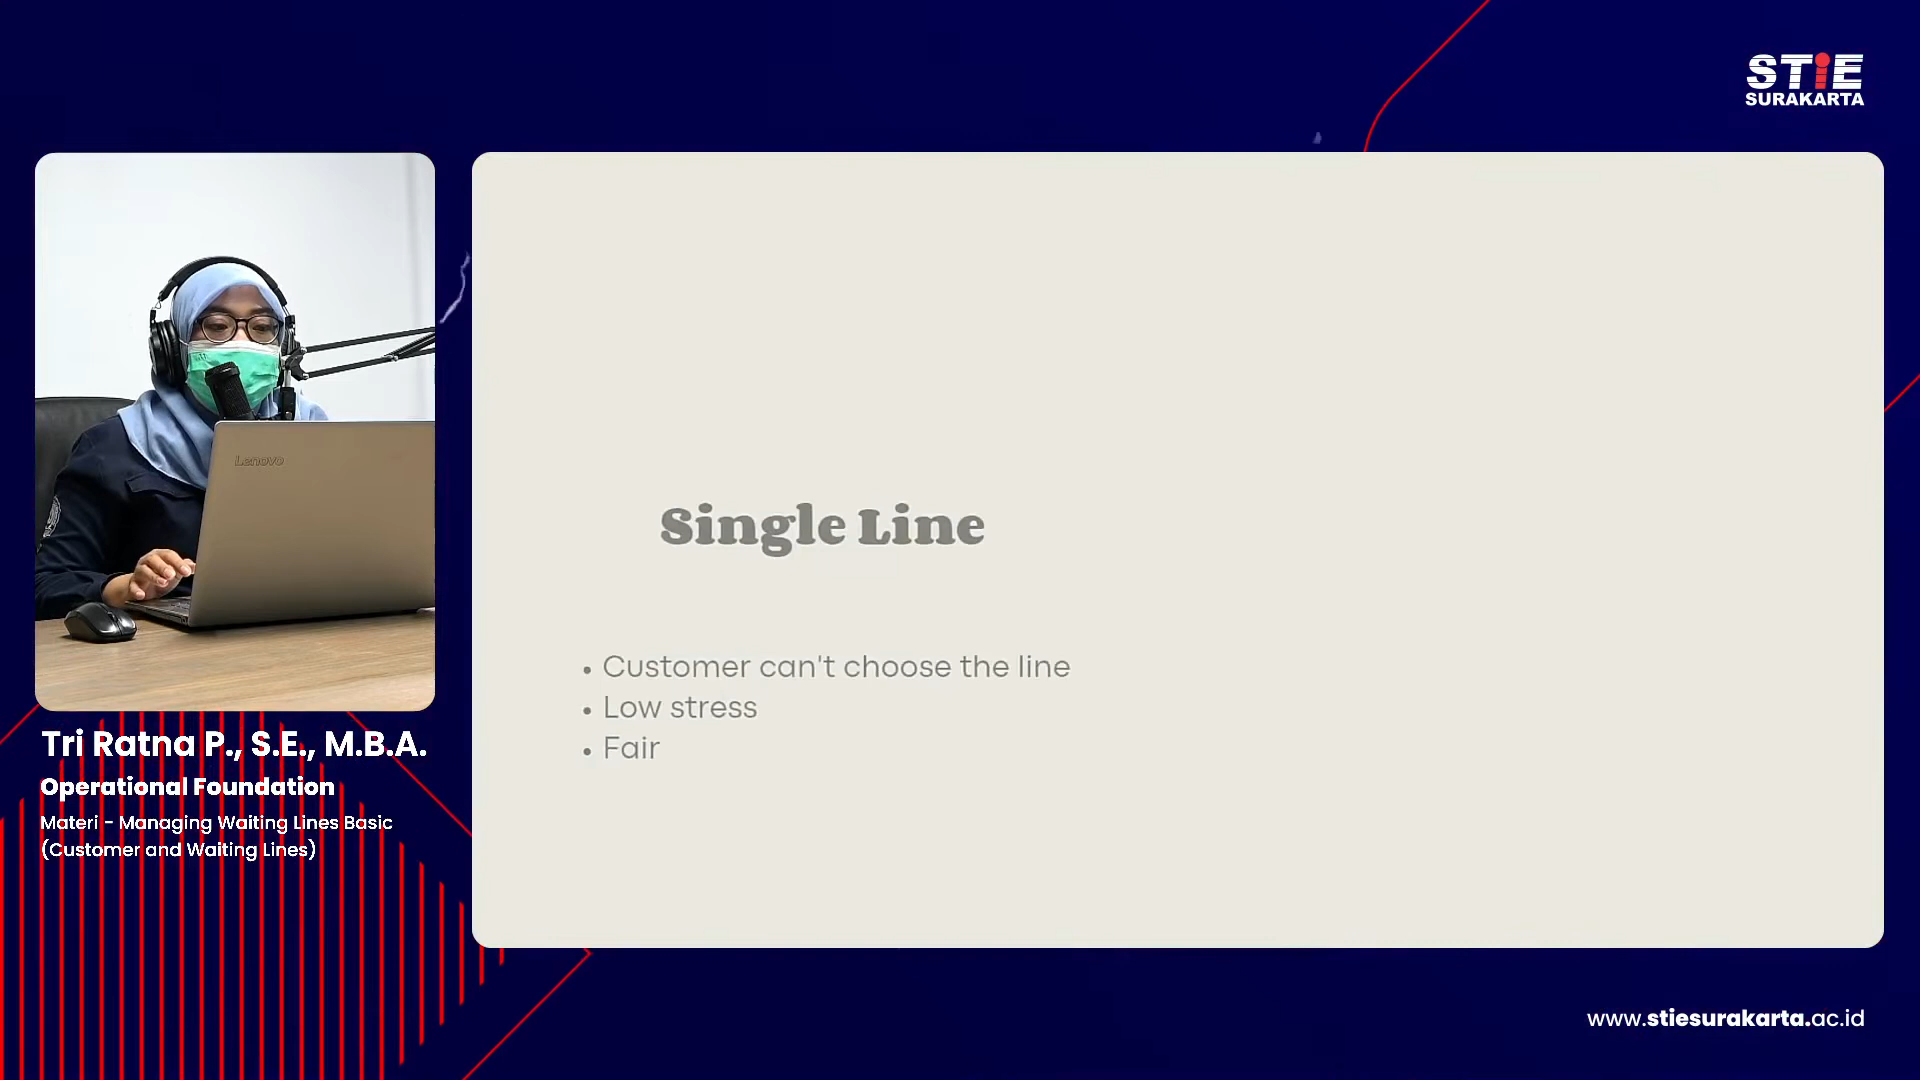 STiE
SURAKARTA
Lenovo
Tri Ratna P., S.E., M.B.A.
Operational Foundation
Materi - Managing Waiting Lines Basic
(Customer and Waiting Lines)
Single Line
• Customer can't choose the line
• Low stress
• Fair
www.stiesurakarta.ac.id